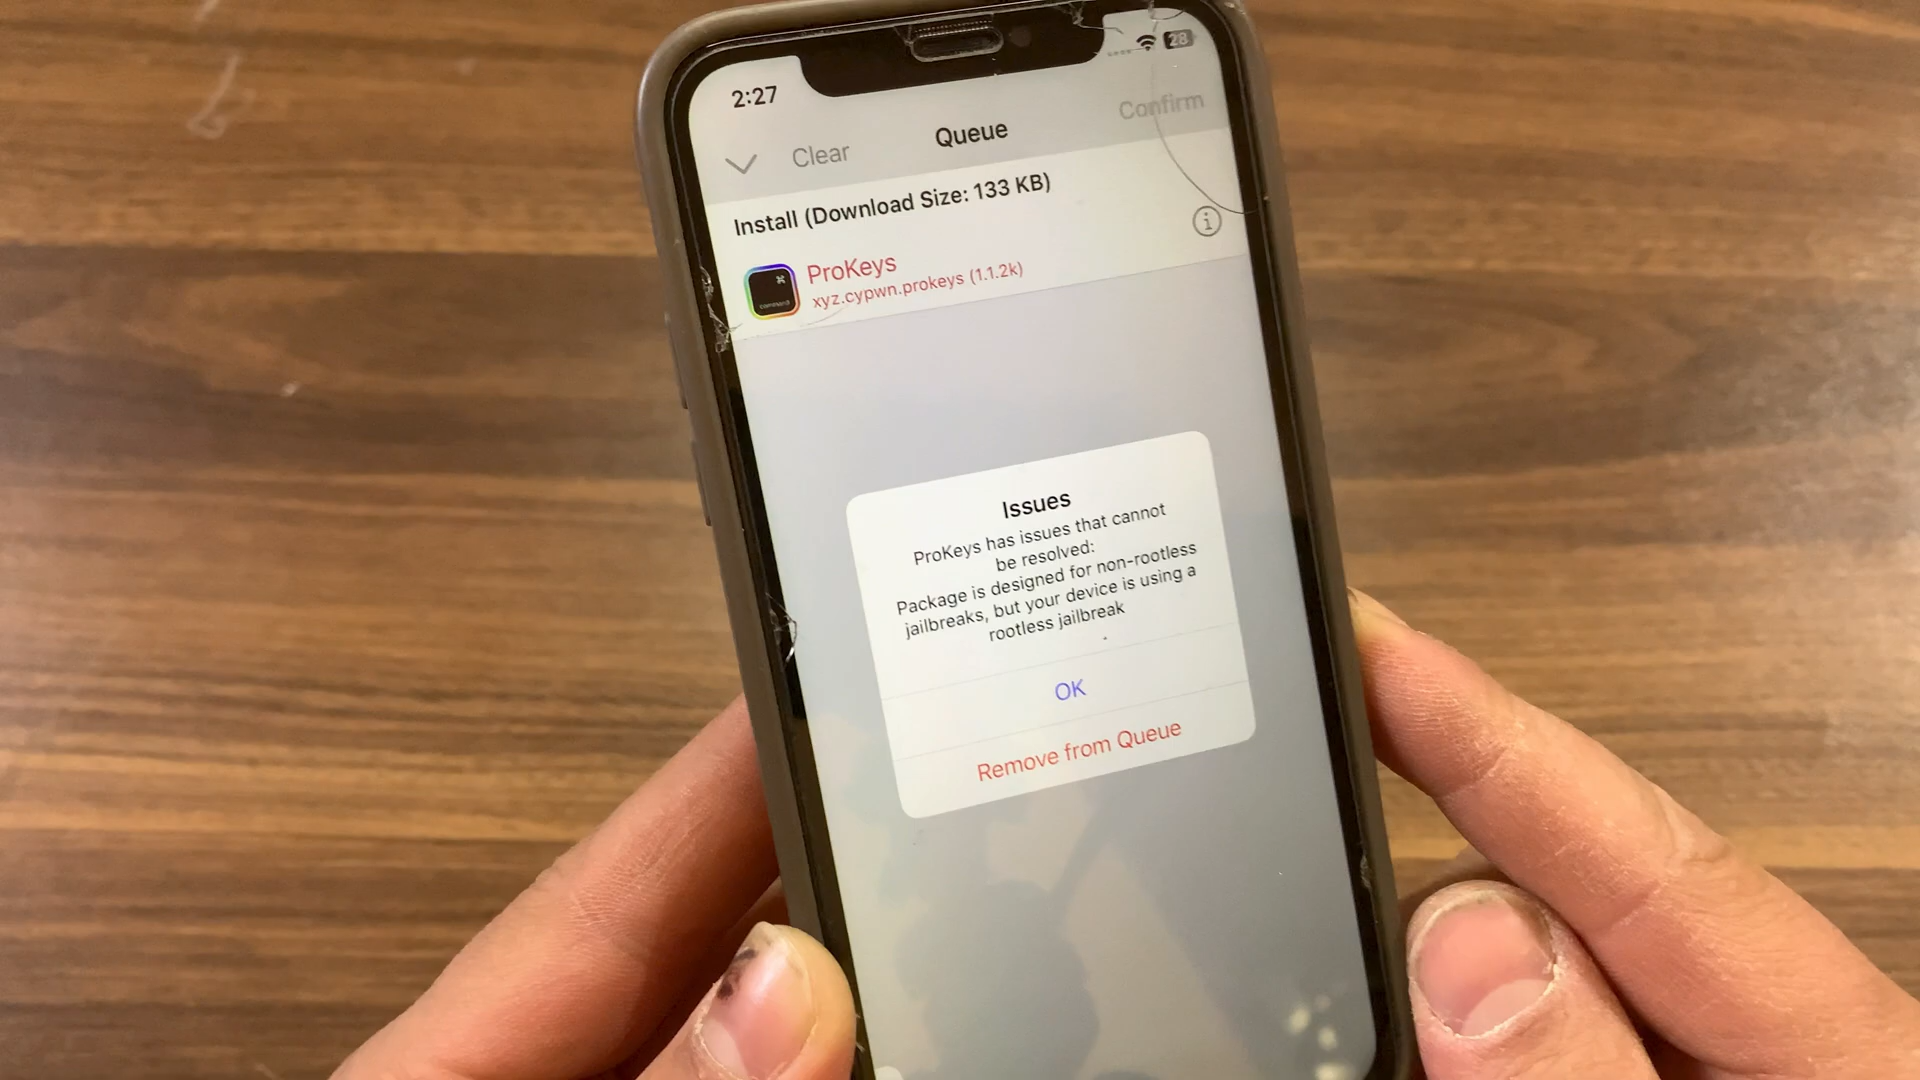 2:27
28
Clear
Queue
Confirm
Install (Download Size: 133 KB)
ProKeys
xyz.cypwn.prokeys (1.1.2k)
command
Issues
ProKeys has issues that cannot
be resolved:
Package is designed for non-rootless
jailbreaks, but your device is using a
rootless jailbreak
.
OK
Remove from Queue